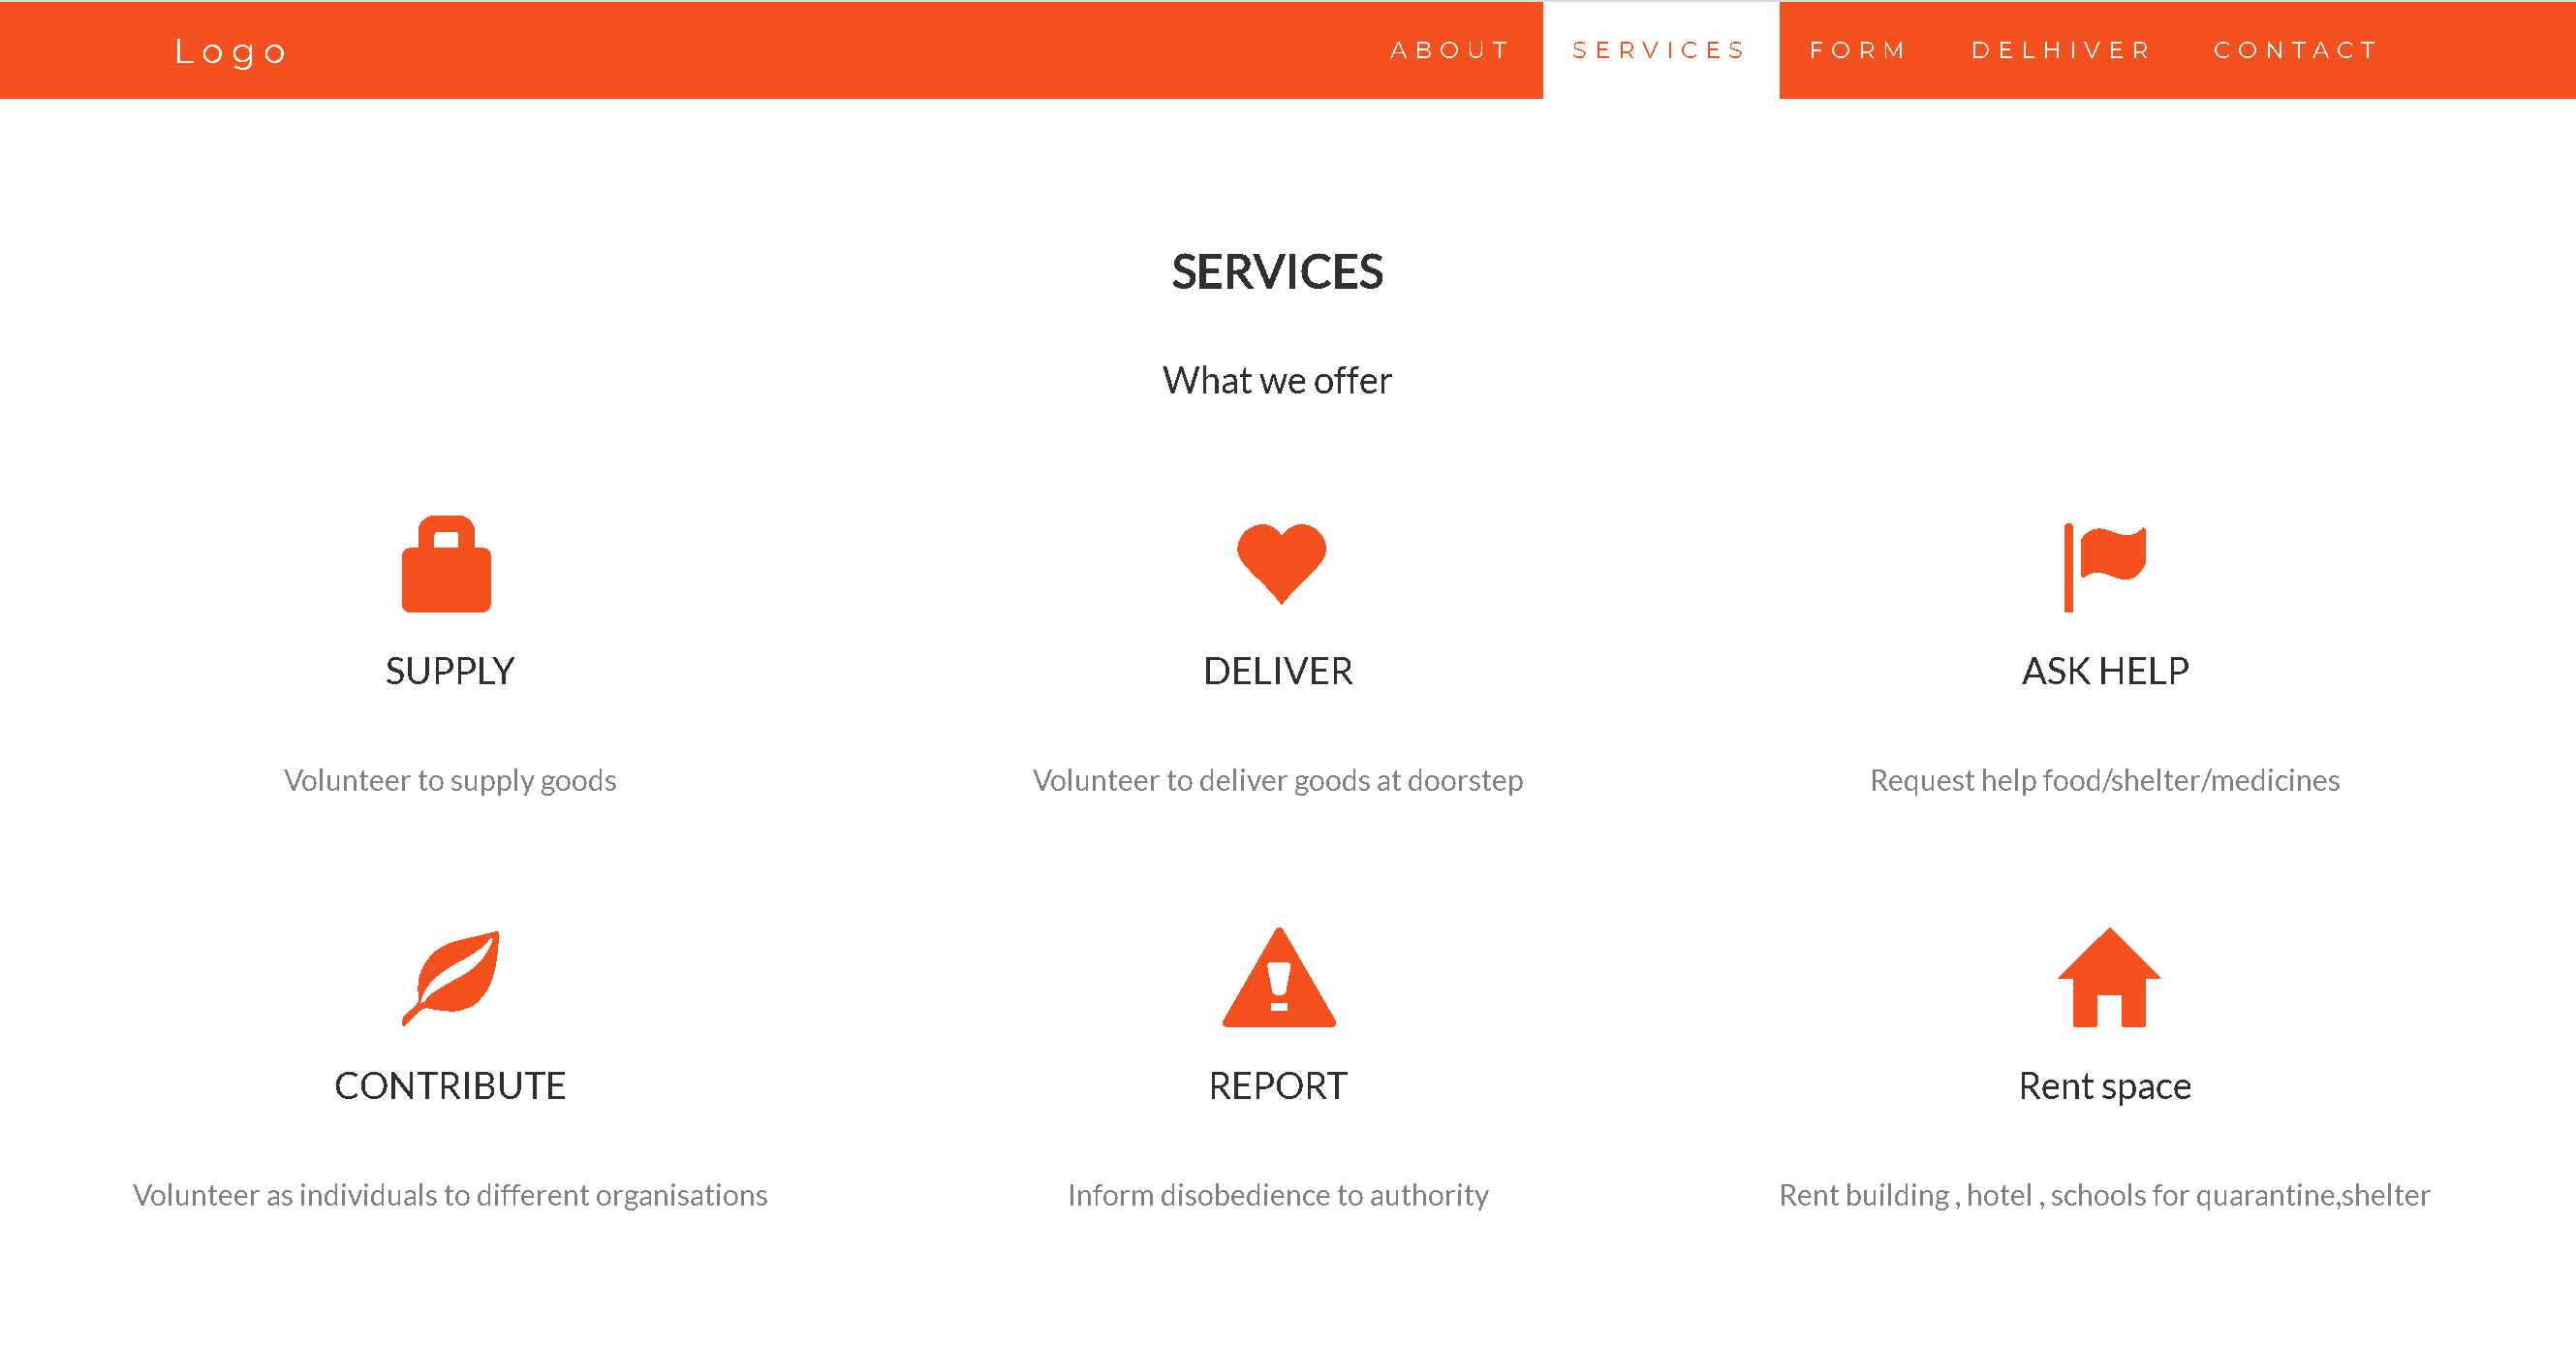 Logo ABOUT SERVICES FORM DELHIVER CONTACT
SERVICES
What we offer
SUPPLY DELIVER ASK HELP
Volunteer to supply goods Volunteer to deliver goods at doorstep Request help food/shelter/medicines
CONTRIBUTE REPORT Rent space
Volunteer as individuals to different organisations Inform disobedience to authority Rent building , hotel , schools for quarantine,shelter